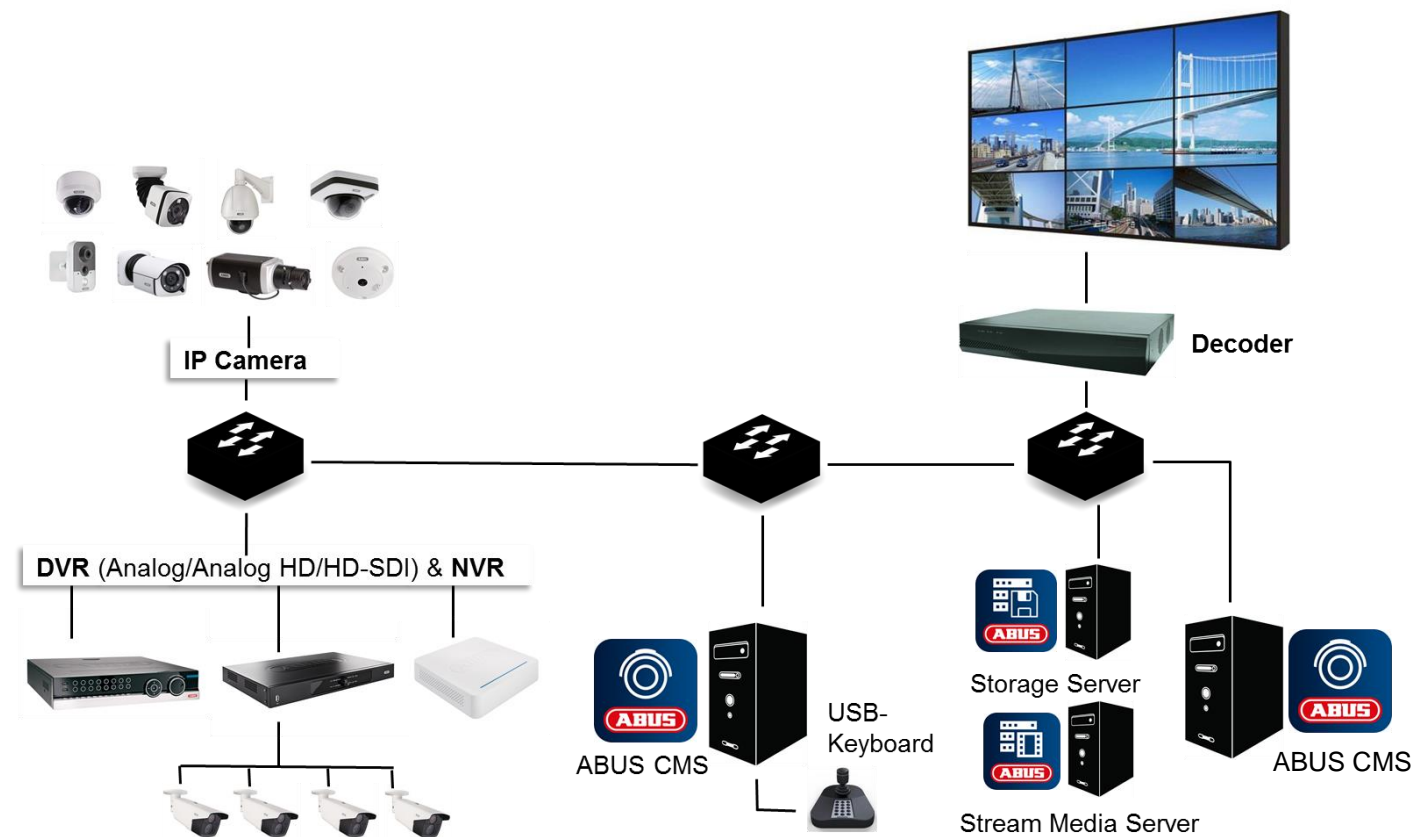 IP Camera
Decoder
DVR (Analog/Analog HD/HD-SDI) & NVR
ABUS
ABUS CMS
USB-
Keyboard
ABUS
Storage Server
ABUS
Stream Media Server
ABUS
ABUS CMS